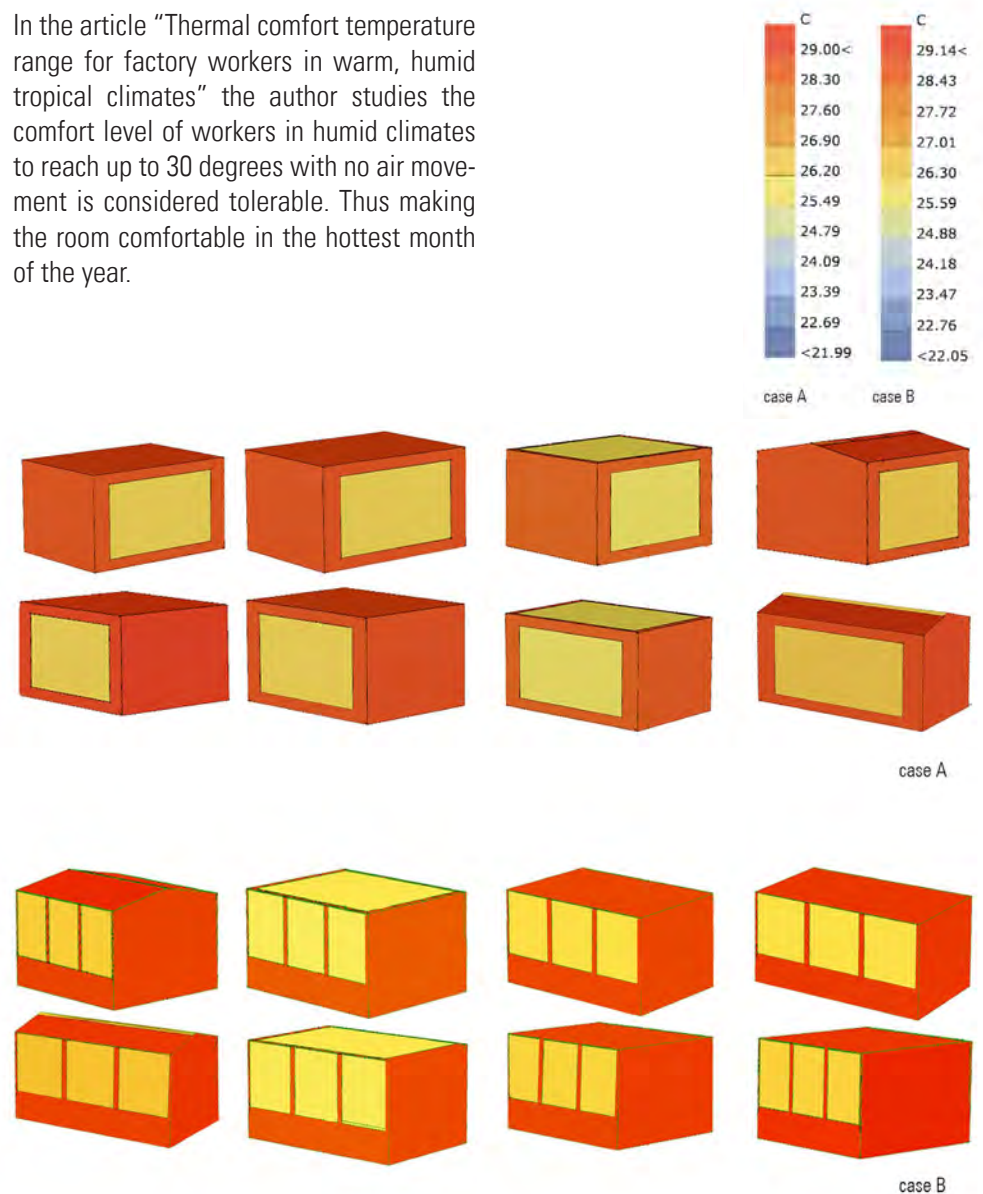 In the article “Thermal comfort temperature
range for factory workers in warm, humid
tropical climates” the author studies the
comfort level of workers in humid climates
to reach up to 30 degrees with no air move-
ment is considered tolerable. Thus making
the room comfortable in the hottest month
of the year.
C
29.00<
28.30
27.60
26.90
26.20
25.49
24.79
24.09
23.39
22.69
<21.99
case A
C
29.14<
28.43
27.72
27.01
26.30
25.59
24.88
24.18
23.47
22.76
<22.05
case B
case A
case B